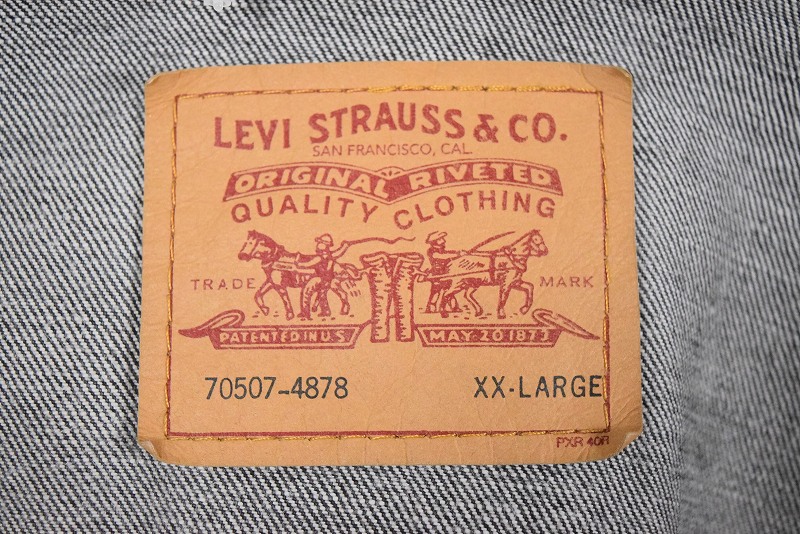 LEVI STRAUSS & CO.
SAN FRANCISCO, CAL.
ORIGINAL RIVETED
QUALITY CLOTHING
TRADE MARK
PATENTED IN U.S. MAY 20 1873
70507-4878 XX-LARGE
PXR 40R